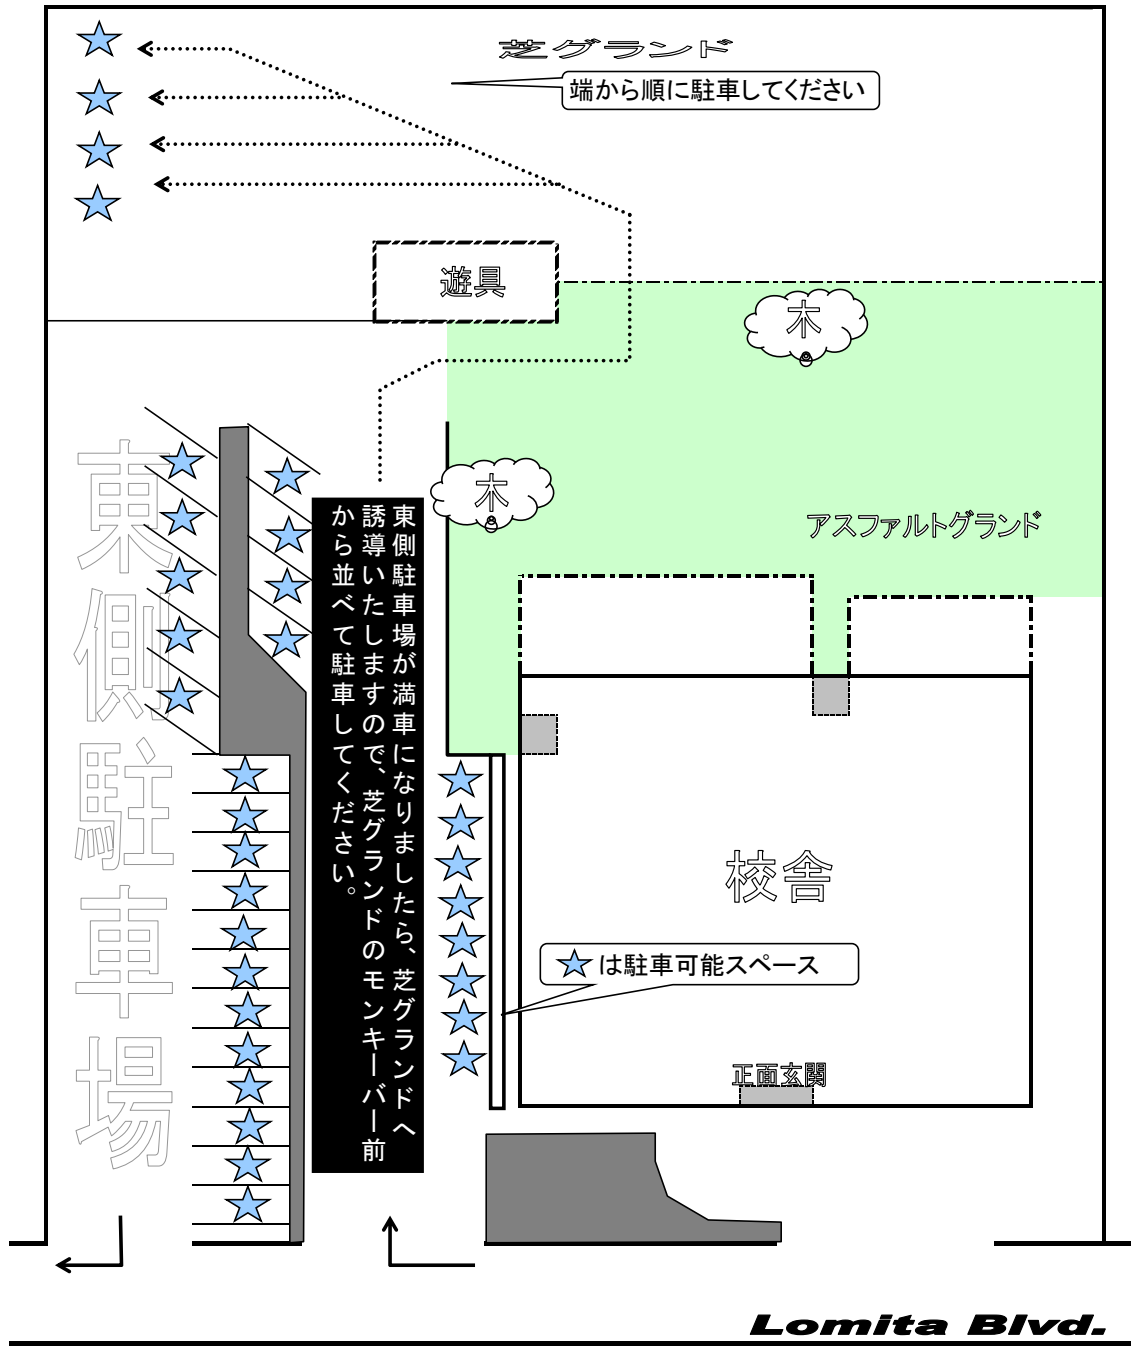 芝グランド
端から順に駐車してください
遊具
木
木
アスファルトグランド
東側駐車場
東側駐車場が満車になりましたら、芝グランドへ
誘導いたしますので、芝グランドのモンキーバー前
から並べて駐車してください。
校舎
は駐車可能スペース
正面玄関
Lomita Blvd.